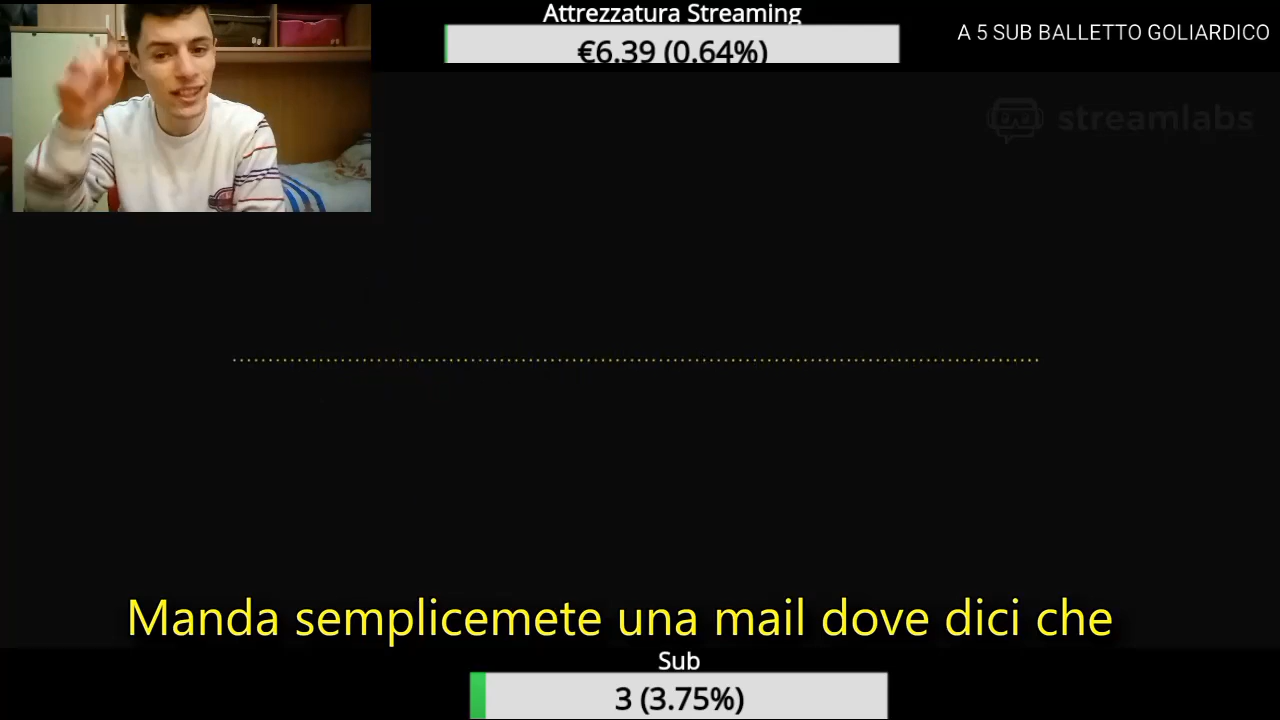 Attrezzatura Streaming
€6.39 (0.64%)
A 5 SUB BALLETTO GOLIARDICO
streamlabs
Manda semplicemete una mail dove dici che
Sub
3 (3.75%)